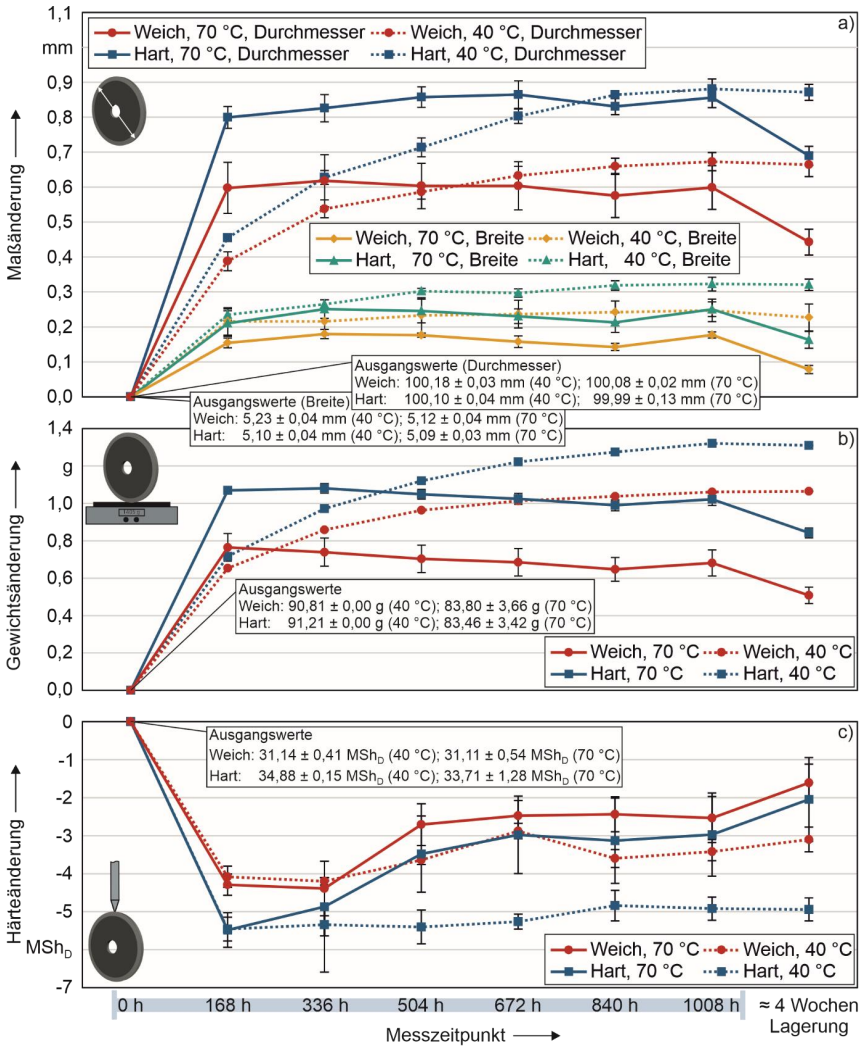 1,1
mm
0,9
0,8
0,7
0,6
0,5
0,4
0,3
0,2
0,1
0,0
Maßänderung
a)
Weich, 70 °C, Durchmesser
Weich, 40 °C, Durchmesser
Hart, 70 °C, Durchmesser
Hart, 40 °C, Durchmesser
Weich, 70 °C, Breite
Weich, 40 °C, Breite
Hart, 70 °C, Breite
Hart, 40 °C, Breite
Ausgangswerte (Durchmesser)
Weich: 100,18 ± 0,03 mm (40 °C); 100,08 ± 0,02 mm (70 °C)
Hart: 100,10 ± 0,04 mm (40 °C); 99,99 ± 0,13 mm (70 °C)
Ausgangswerte (Breite)
Weich: 5,23 ± 0,04 mm (40 °C); 5,12 ± 0,04 mm (70 °C)
Hart: 5,10 ± 0,04 mm (40 °C); 5,09 ± 0,03 mm (70 °C)
1,4
g
1,0
0,8
0,6
0,4
0,2
0,0
Gewichtsänderung
b)
Ausgangswerte
Weich: 90,81 ± 0,00 g (40 °C); 83,80 ± 3,66 g (70 °C)
Hart: 91,21 ± 0,00 g (40 °C); 83,46 ± 3,42 g (70 °C)
Weich, 70 °C
Weich, 40 °C
Hart, 70 °C
Hart, 40 °C
0
-1
-2
-3
-4
-5
MSh_D
-7
Härteänderung
c)
Ausgangswerte
Weich: 31,14 ± 0,41 MSh_D (40 °C); 31,11 ± 0,54 MSh_D (70 °C)
Hart: 34,88 ± 0,15 MSh_D (40 °C); 33,71 ± 1,28 MSh_D (70 °C)
Weich, 70 °C
Weich, 40 °C
Hart, 70 °C
Hart, 40 °C
0 h
168 h
336 h
504 h
672 h
840 h
1008 h
≈ 4 Wochen
Lagerung
Messzeitpunkt